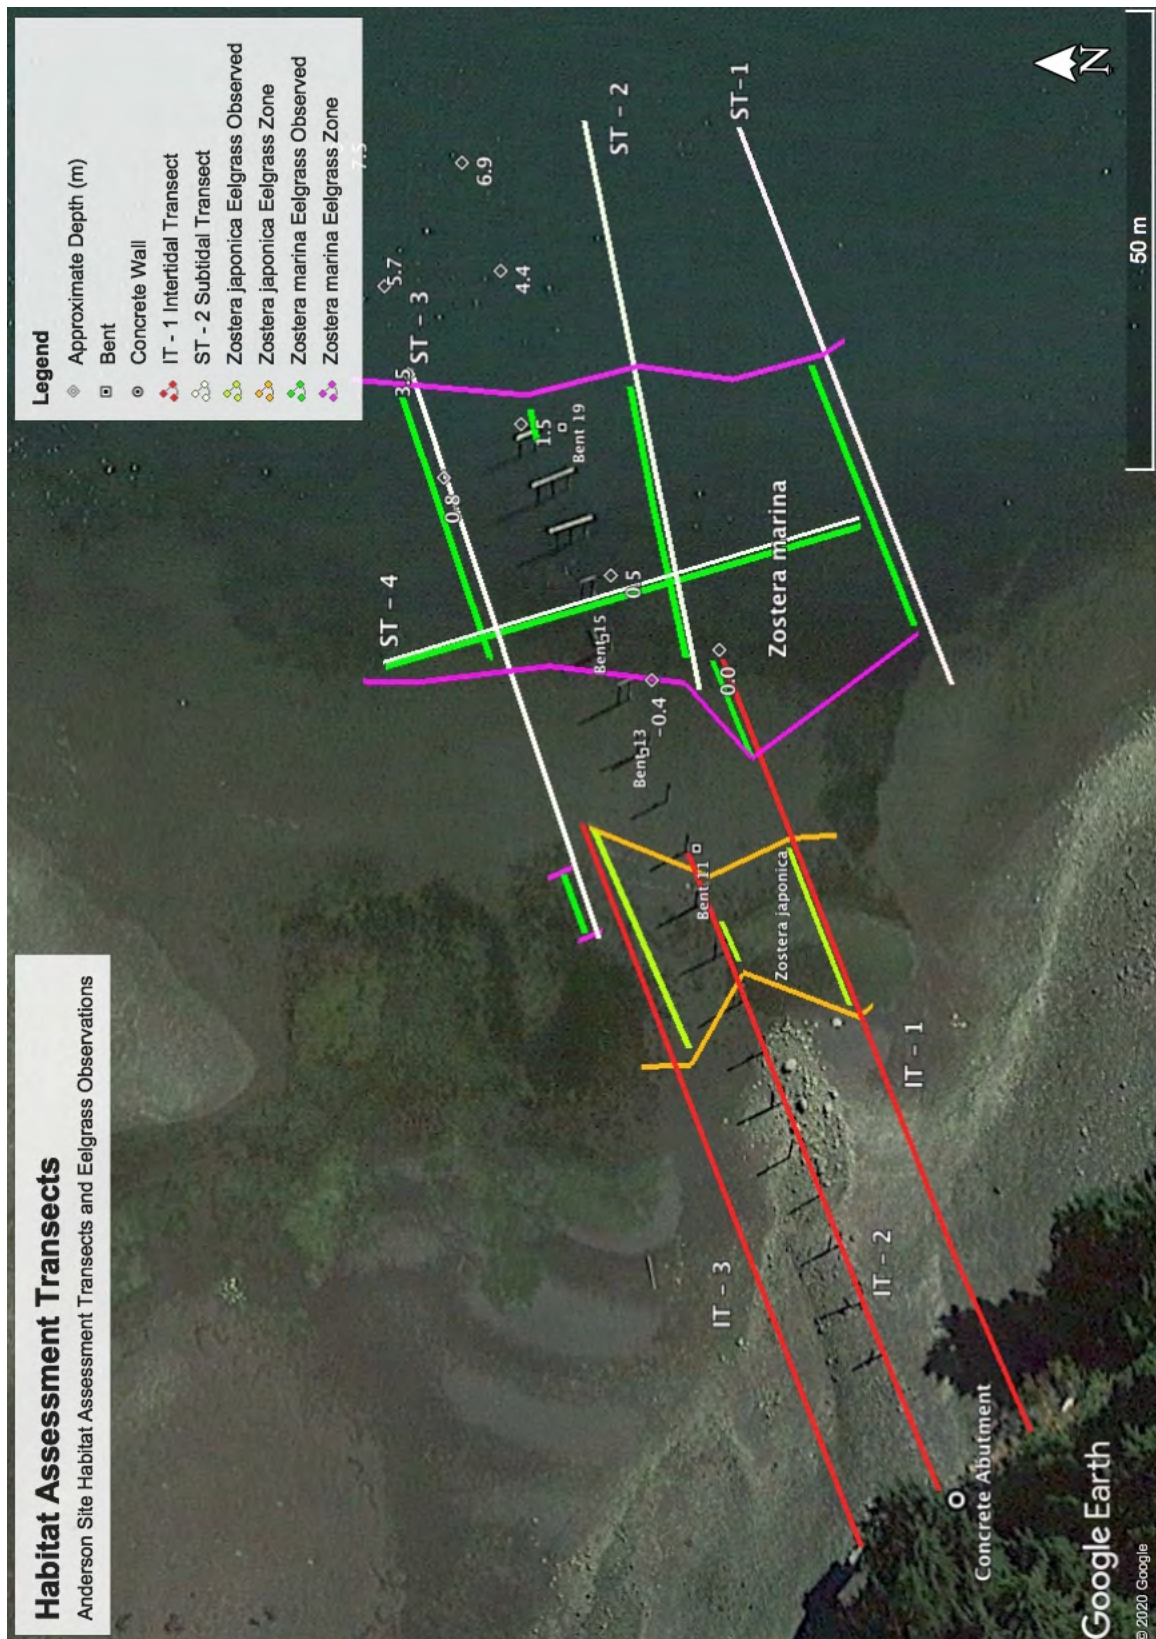 Habitat Assessment Transects
Anderson Site Habitat Assessment Transects and Eelgrass Observations
Legend
Approximate Depth (m)
Bent
Concrete Wall
IT - 1 Intertidal Transect
ST - 2 Subtidal Transect
Zostera japonica Eelgrass Observed
Zostera japonica Eelgrass Zone
Zostera marina Eelgrass Observed
Zostera marina Eelgrass Zone
7.5
5.7
6.9
ST - 3
3.5
4.4
ST - 4
0.8
1.5
Bent 19
ST - 2
Bent 15
0.5
ST-1
Bent 13
-0.4
0.0
Zostera marina
Bent 11
Zostera japonica
IT - 3
IT - 2
IT - 1
Concrete Abutment
N
50 m
Google Earth
© 2020 Google